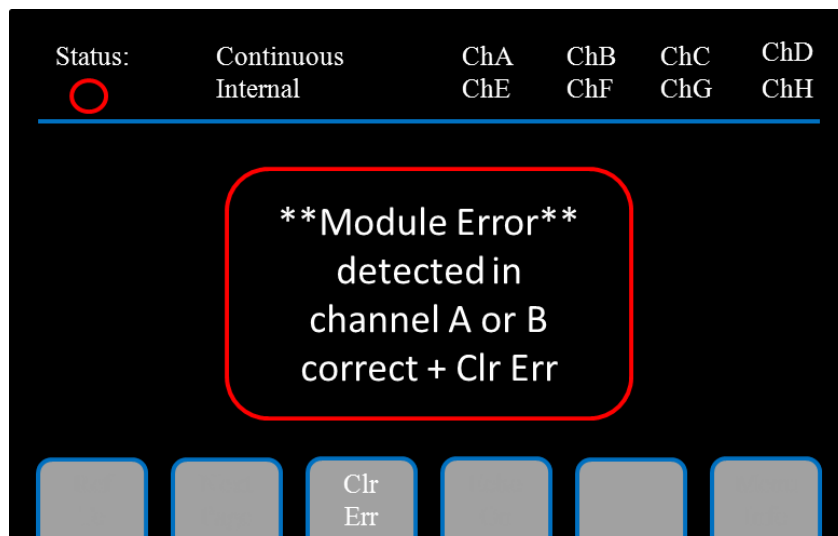 Status: Continuous ChA ChB ChC ChD
Internal ChE ChF ChG ChH
**Module Error**
detected in
channel A or B
correct + Clr Err
Clr
Err